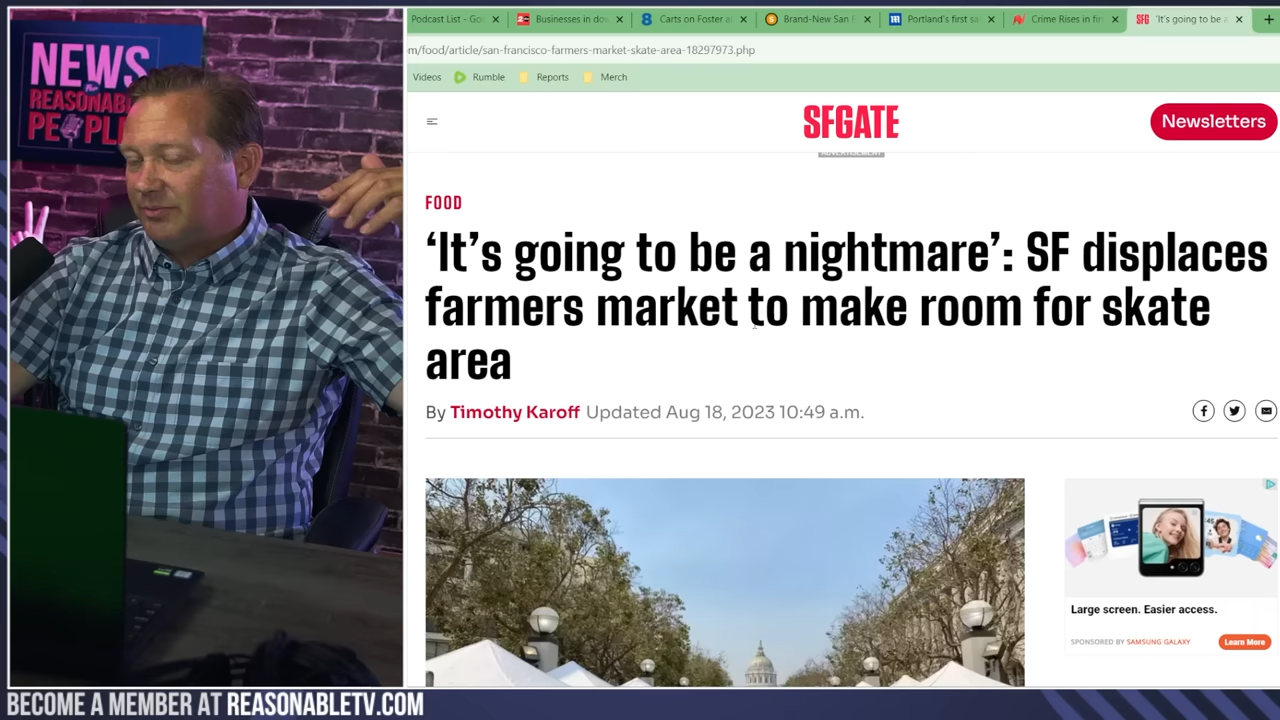 NEWS
for
REASONABLE
PEOPLE
Podcast List - Go
Businesses in do
Carts on Foster a
Brand-New San F
Portland's first sa
Crime Rises in fir
'It's going to be a
m/food/article/san-francisco-farmers-market-skate-area-18297973.php
Videos
Rumble
Reports
Merch
SFGATE
Newsletters
ADVERTISEMENT
FOOD
‘It’s going to be a nightmare’: SF displaces
farmers market to make room for skate
area
By Timothy Karoff Updated Aug 18, 2023 10:49 a.m.
Large screen. Easier access.
SPONSORED BY SAMSUNG GALAXY
Learn More
BECOME A MEMBER AT REASONABLETV.COM